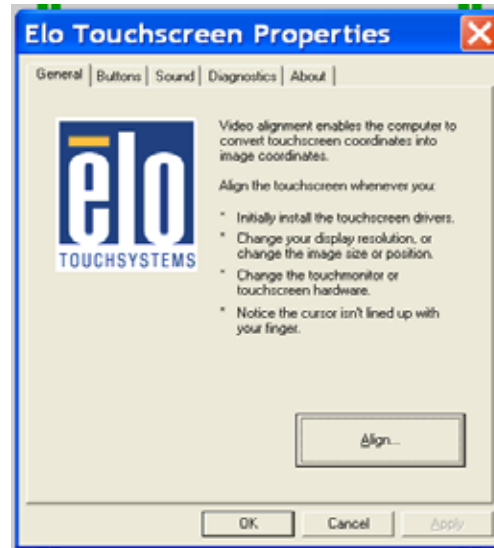 Elo Touchscreen Properties
General Buttons Sound Diagnostics About
elo
TOUCHSYSTEMS
Video alignment enables the computer to
convert touchscreen coordinates into
image coordinates.
Align the touchscreen whenever you:
* Initially install the touchscreen drivers.
* Change your display resolution, or
change the image size or position.
* Change the touchmonitor or
touchscreen hardware.
* Notice the cursor isn't lined up with
your finger.
Align...
OK Cancel Apply